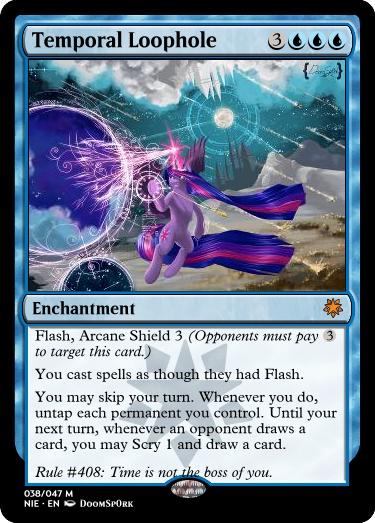 Temporal Loophole 3
{DoomSpork}
Enchantment
Flash, Arcane Shield 3 (Opponents must pay 3
to target this card.)
You cast spells as though they had Flash.
You may skip your turn. Whenever you do,
untap each permanent you control. Until your
next turn, whenever an opponent draws a
card, you may Scry 1 and draw a card.
Rule #408: Time is not the boss of you.
038/047 M
NIE • EN DoomSp0rk